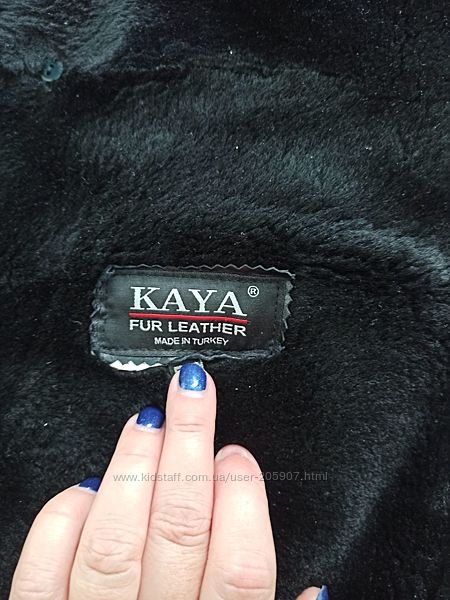 KAYA ®
FUR LEATHER
MADE IN TURKEY
www.kidstaff.com.ua/user-205907.html